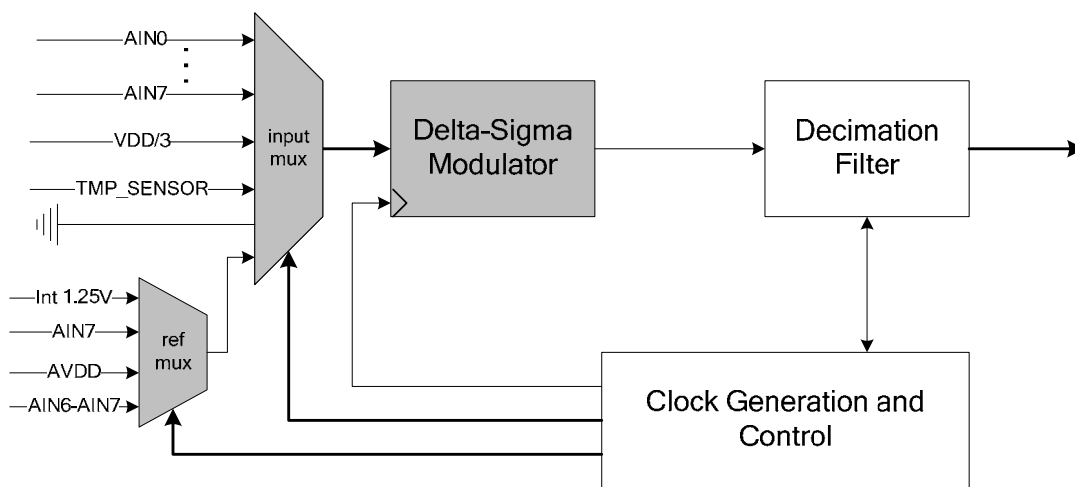 AIN0
AIN7
VDD/3
TMP_SENSOR
input
mux
Delta-Sigma
Modulator
Decimation
Filter
Int 1.25V
AIN7
AVDD
AIN6-AIN7
ref
mux
Clock Generation and
Control